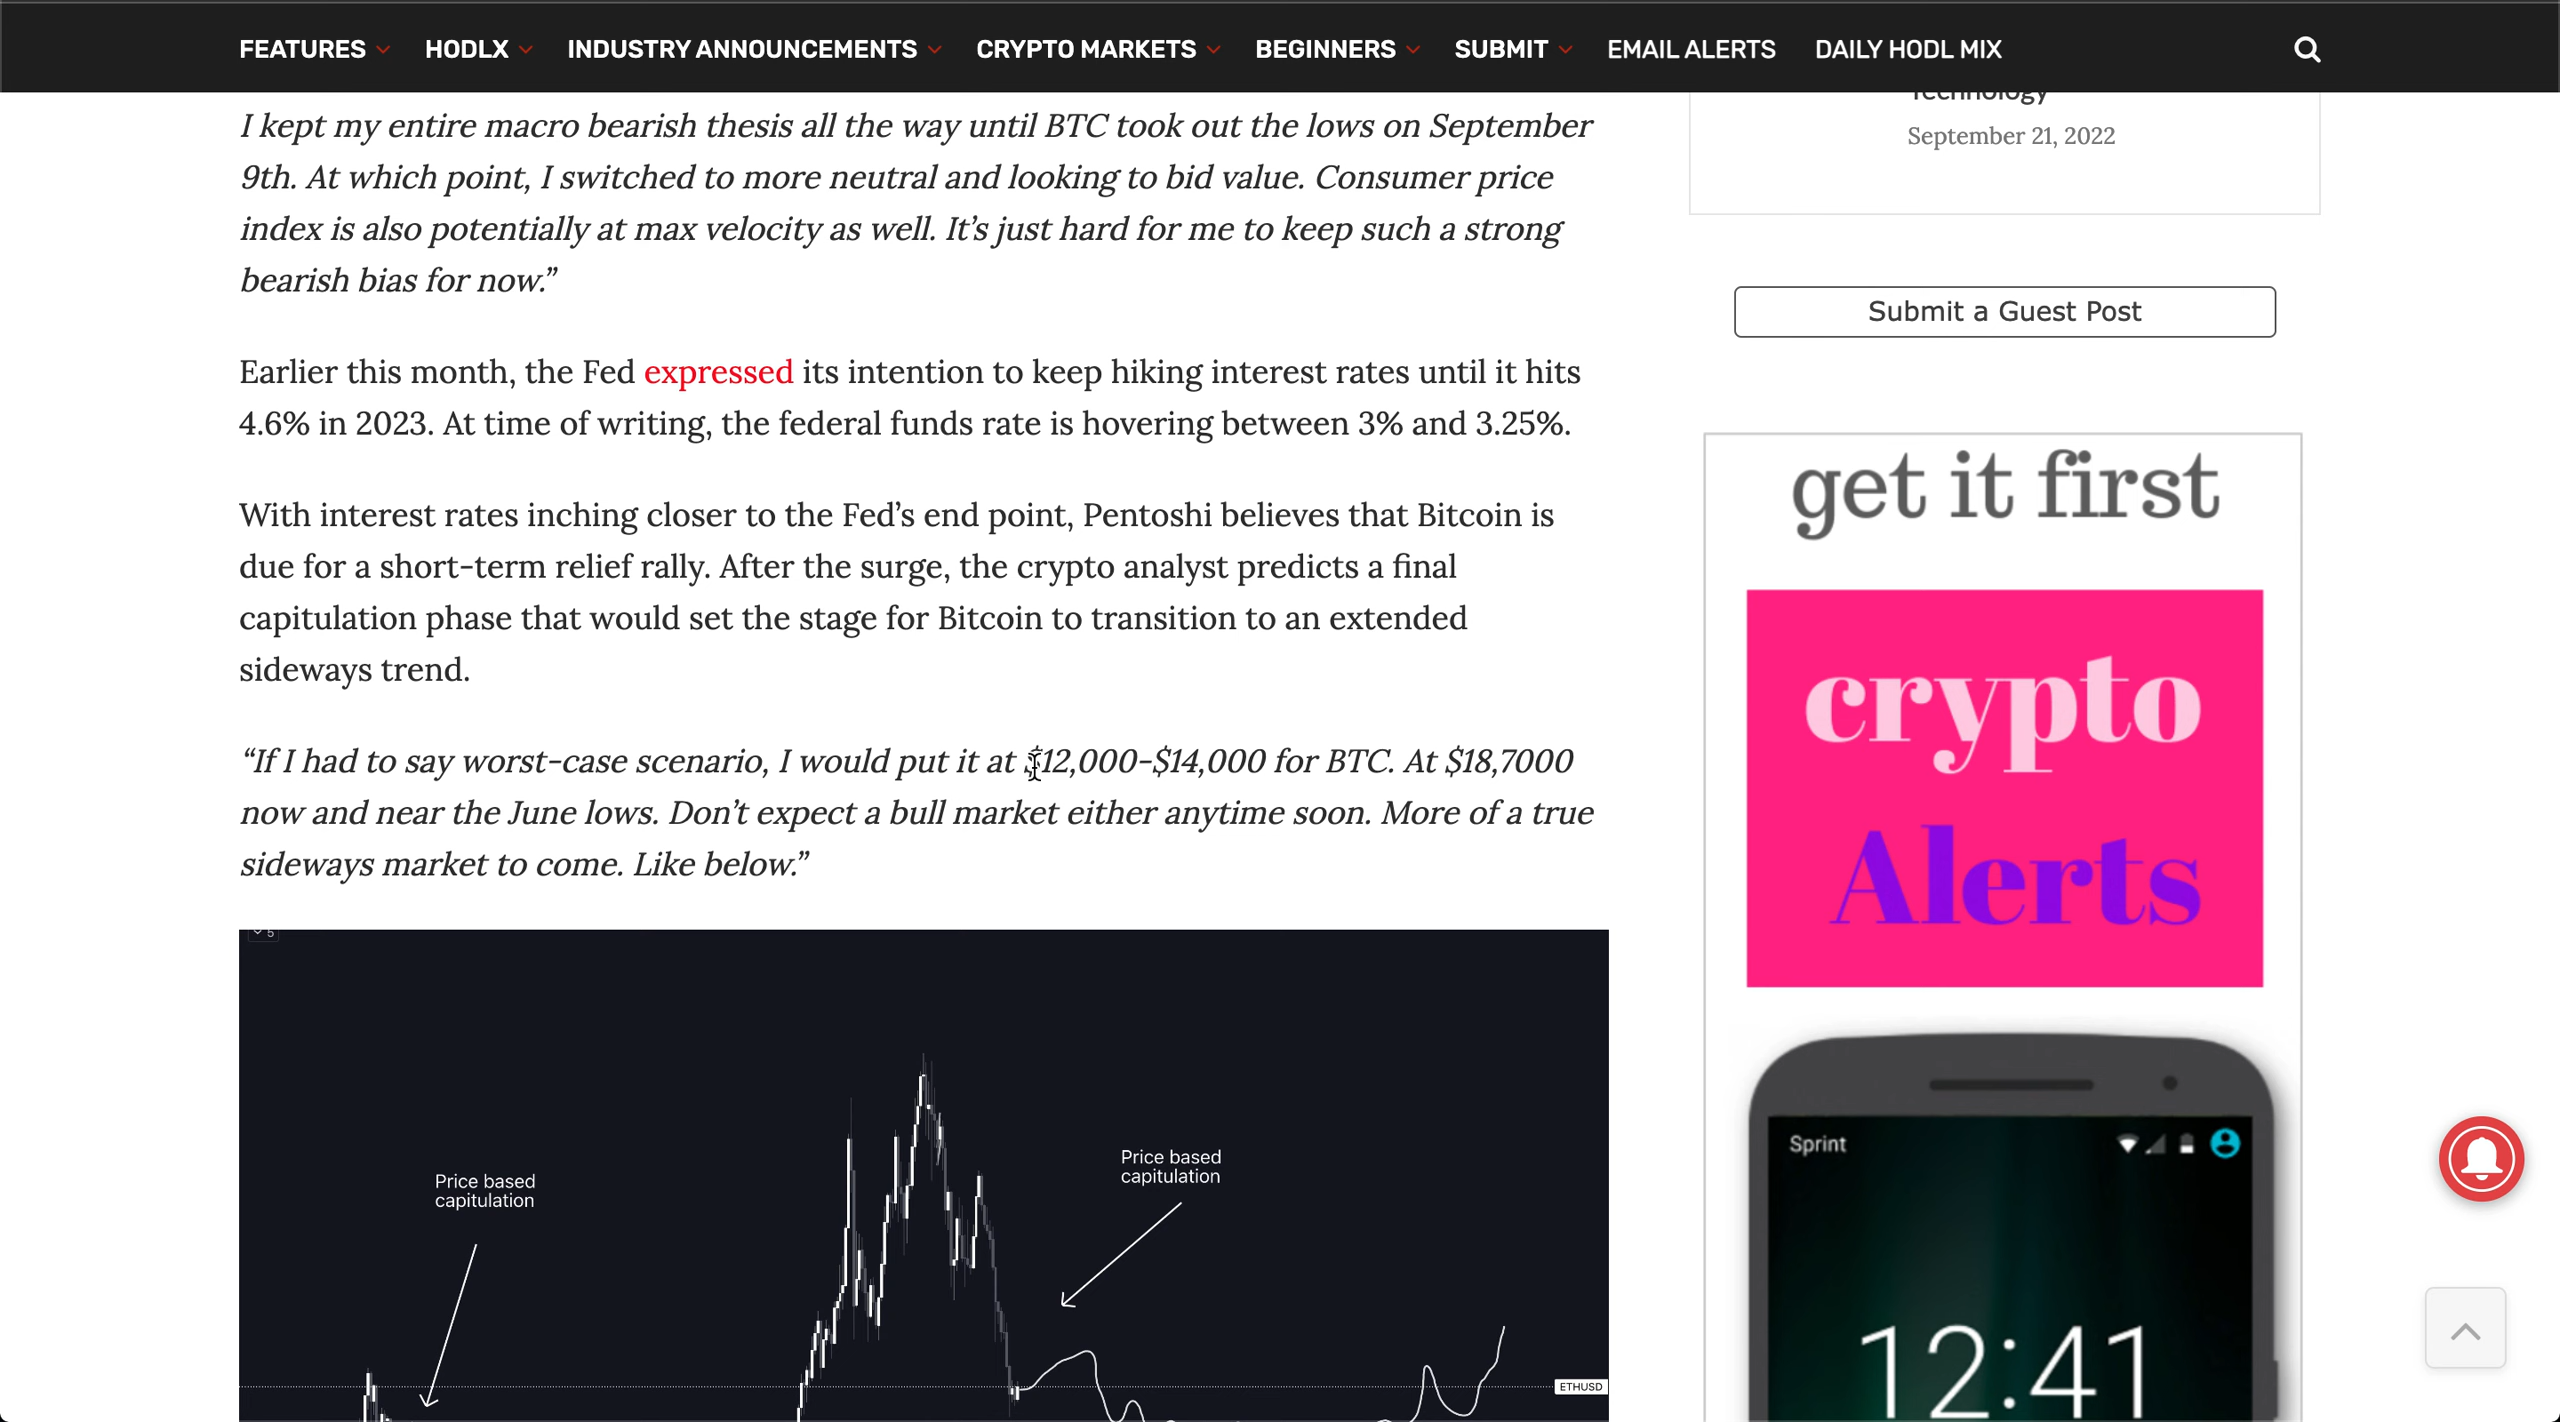 FEATURES HODLX INDUSTRY ANNOUNCEMENTS CRYPTO MARKETS BEGINNERS SUBMIT EMAIL ALERTS DAILY HODL MIX
I kept my entire macro bearish thesis all the way until BTC took out the lows on September
9th. At which point, I switched to more neutral and looking to bid value. Consumer price
index is also potentially at max velocity as well. It’s just hard for me to keep such a strong
bearish bias for now.”
Earlier this month, the Fed expressed its intention to keep hiking interest rates until it hits
4.6% in 2023. At time of writing, the federal funds rate is hovering between 3% and 3.25%.
With interest rates inching closer to the Fed’s end point, Pentoshi believes that Bitcoin is
due for a short-term relief rally. After the surge, the crypto analyst predicts a final
capitulation phase that would set the stage for Bitcoin to transition to an extended
sideways trend.
“If I had to say worst-case scenario, I would put it at $12,000-$14,000 for BTC. At $18,7000
now and near the June lows. Don’t expect a bull market either anytime soon. More of a true
sideways market to come. Like below.”
5
Price based
capitulation
Price based
capitulation
ETHUSD
Technology
September 21, 2022
Submit a Guest Post
get it first
crypto
Alerts
Sprint
12:41